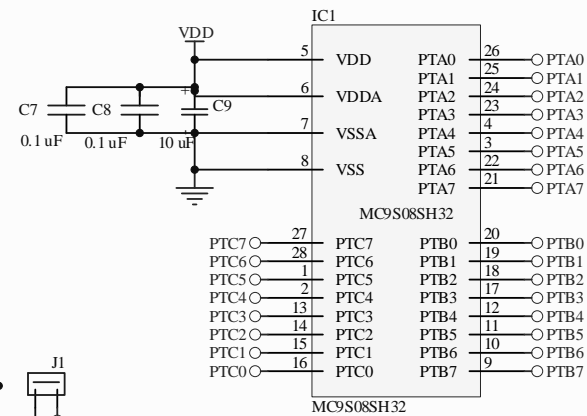 IC1
VDD
5 VDD PTA0 26 PTA0
PTA1 25 PTA1
6 VDDA PTA2 24 PTA2
PTA3 23 PTA3
C7 C8 + C9
7 VSSA PTA4 4 PTA4
0.1 uF 0.1 uF 10 uF
PTA5 3 PTA5
8 VSS PTA6 22 PTA6
PTA7 21 PTA7
MC9S08SH32
PTC7 27 PTC7 PTB0 20 PTB0
PTC6 28 PTC6 PTB1 19 PTB1
PTC5 1 PTC5 PTB2 18 PTB2
PTC4 2 PTC4 PTB3 17 PTB3
PTC3 13 PTC3 PTB4 12 PTB4
PTC2 14 PTC2 PTB5 11 PTB5
PTC1 15 PTC1 PTB6 10 PTB6
PTC0 16 PTC0 PTB7 9 PTB7
J1
MC9S08SH32